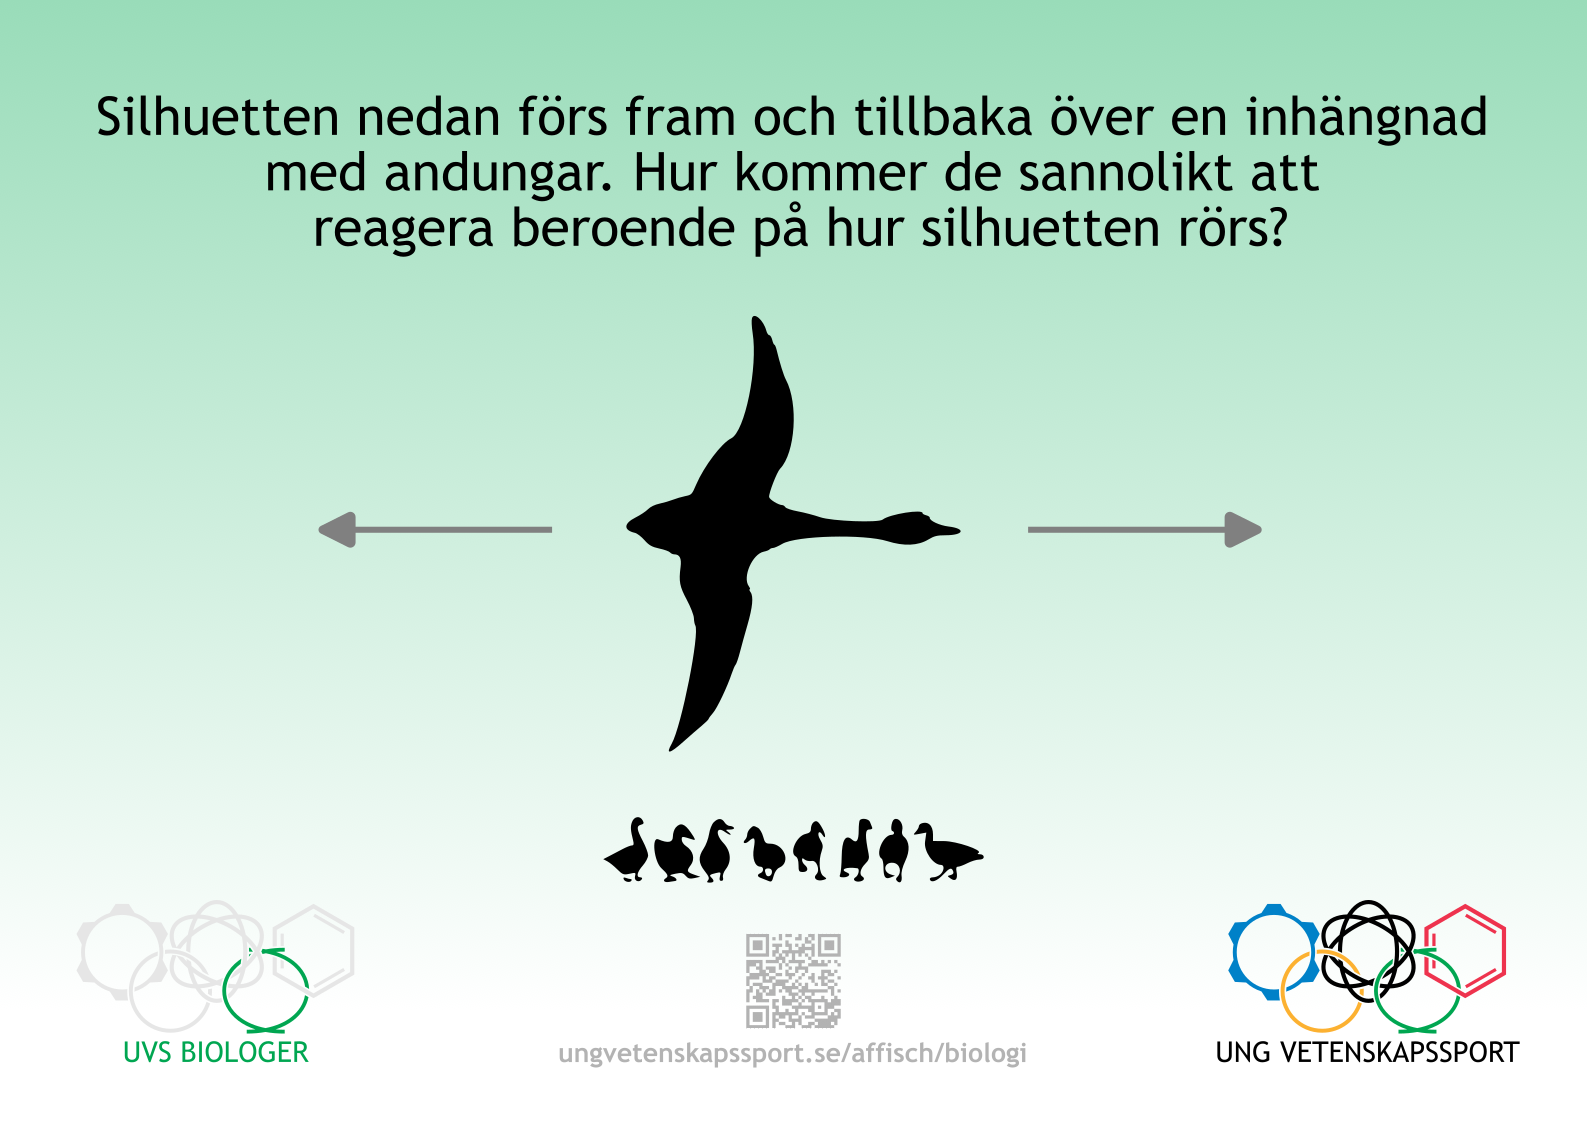 Silhuetten nedan förs fram och tillbaka över en inhängnad
med andungar. Hur kommer de sannolikt att
reagera beroende på hur silhuetten rörs?
UVS BIOLOGER
ungvetenskapssport.se/affisch/biologi
UNG VETENSKAPSSPORT